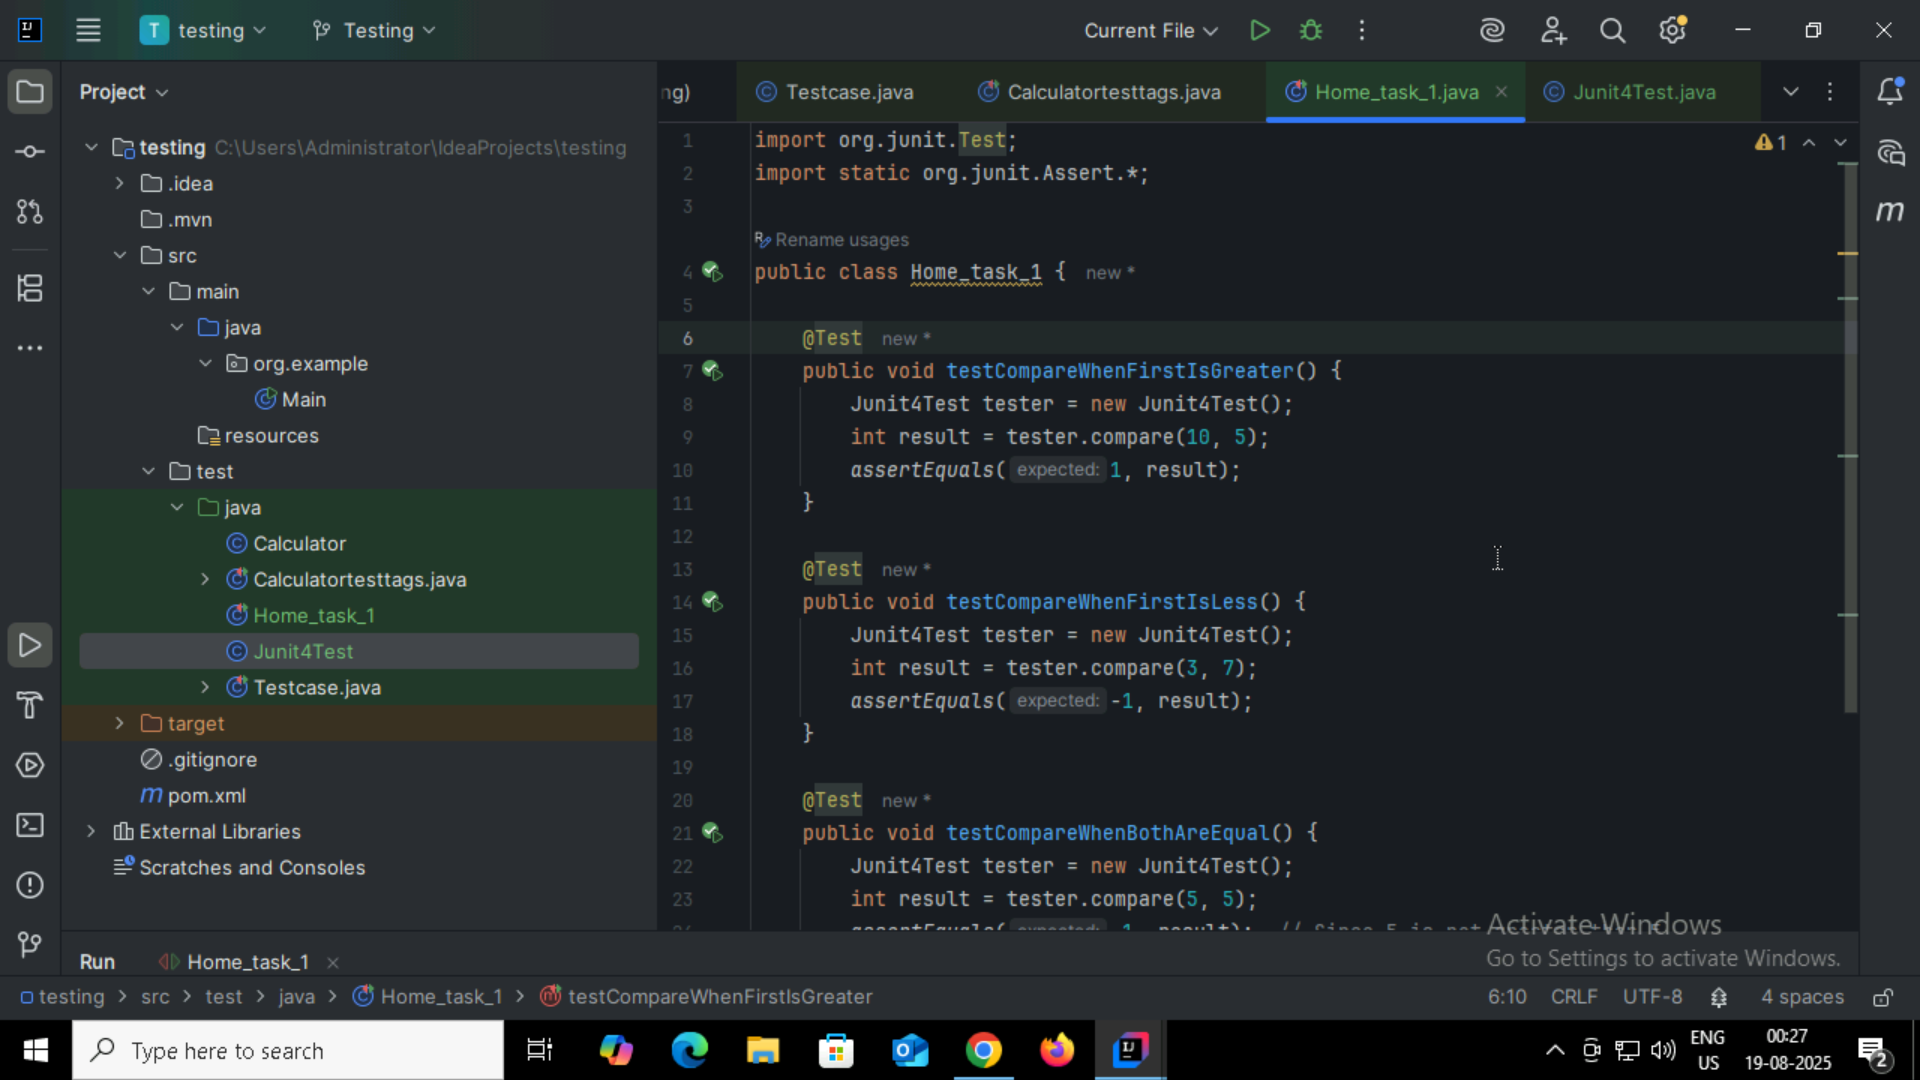 testing
Testing
Current File
Project
ng)
Testcase.java
Calculatortesttags.java
Home_task_1.java
Junit4Test.java
testing C:\Users\Administrator\IdeaProjects\testing
.idea
.mvn
src
main
java
org.example
Main
resources
test
java
Calculator
Calculatortesttags.java
Home_task_1
Junit4Test
Testcase.java
target
.gitignore
pom.xml
External Libraries
Scratches and Consoles
1 import org.junit.Test;
2 import static org.junit.Assert.*;
3
Rename usages
4 public class Home_task_1 { new *
5
6 @Test new *
7 public void testCompareWhenFirstIsGreater() {
8 Junit4Test tester = new Junit4Test();
9 int result = tester.compare(10, 5);
10 assertEquals( expected: 1, result);
11 }
12
13 @Test new *
14 public void testCompareWhenFirstIsLess() {
15 Junit4Test tester = new Junit4Test();
16 int result = tester.compare(3, 7);
17 assertEquals( expected: -1, result);
18 }
19
20 @Test new *
21 public void testCompareWhenBothAreEqual() {
22 Junit4Test tester = new Junit4Test();
23 int result = tester.compare(5, 5);
1
m
Activate Windows
Go to Settings to activate Windows.
Run Home_task_1
testing > src > test > java > Home_task_1 > testCompareWhenFirstIsGreater
6:10 CRLF UTF-8 4 spaces
Type here to search
ENG
US
00:27
19-08-2025
2